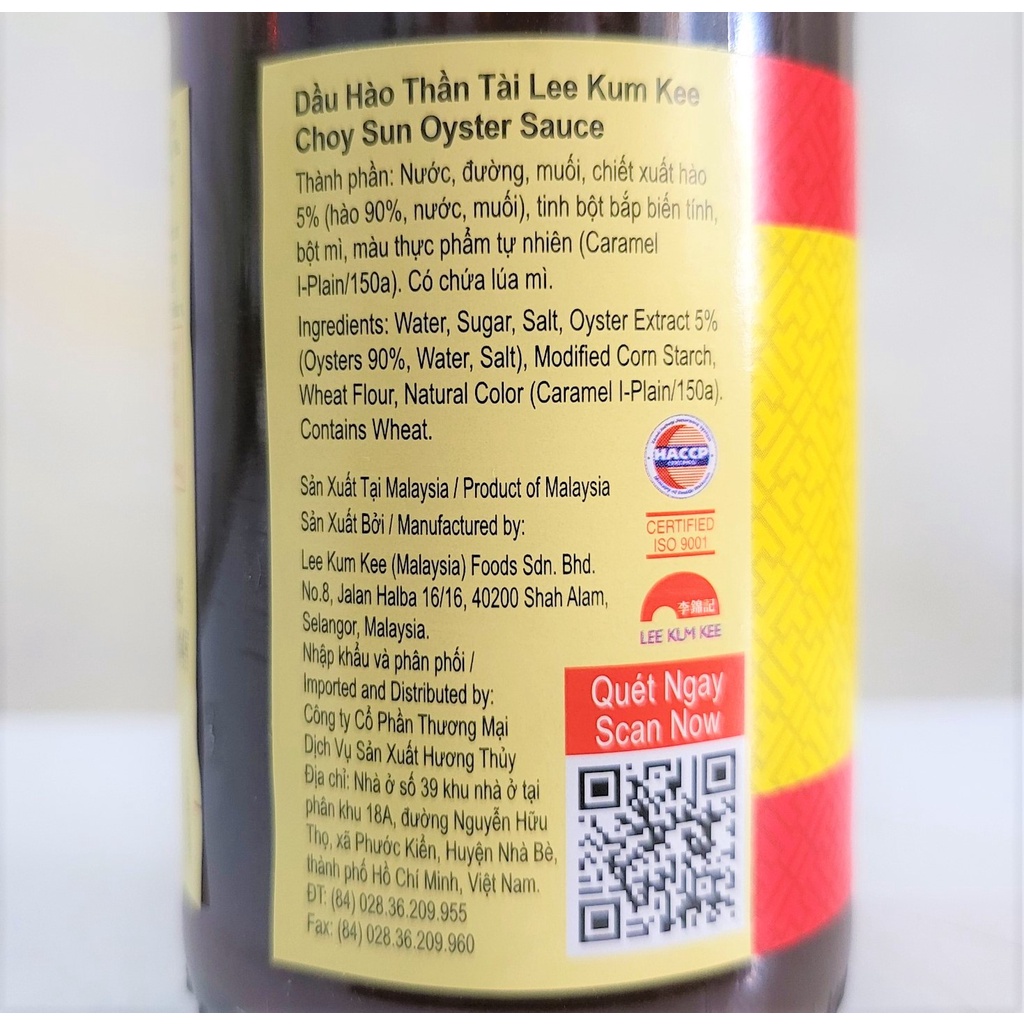 Dầu Hào Thần Tài Lee Kum Kee
Choy Sun Oyster Sauce
Thành phần: Nước, đường, muối, chiết xuất hào
5% (hào 90%, nước, muối), tinh bột bắp biến tính,
bột mì, màu thực phẩm tự nhiên (Caramel
I-Plain/150a). Có chứa lúa mì.
Ingredients: Water, Sugar, Salt, Oyster Extract 5%
(Oysters 90%, Water, Salt), Modified Corn Starch,
Wheat Flour, Natural Color (Caramel I-Plain/150a).
Contains Wheat.
HACCP
Sản Xuất Tại Malaysia / Product of Malaysia
Sản Xuất Bởi / Manufactured by:
CERTIFIED
ISO 9001
Lee Kum Kee (Malaysia) Foods Sdn. Bhd.
No.8, Jalan Halba 16/16, 40200 Shah Alam,
Selangor, Malaysia.
李錦記
LEE KUM KEE
Nhập khẩu và phân phối /
Imported and Distributed by:
Công ty Cổ Phần Thương Mại
Dịch Vụ Sản Xuất Hương Thủy
Địa chỉ: Nhà ở số 39 khu nhà ở tại
phân khu 18A, đường Nguyễn Hữu
Thọ, xã Phước Kiển, Huyện Nhà Bè,
thành phố Hồ Chí Minh, Việt Nam.
ĐT: (84) 028.36.209.955
Fax: (84) 028.36.209.960
Quét Ngay
Scan Now